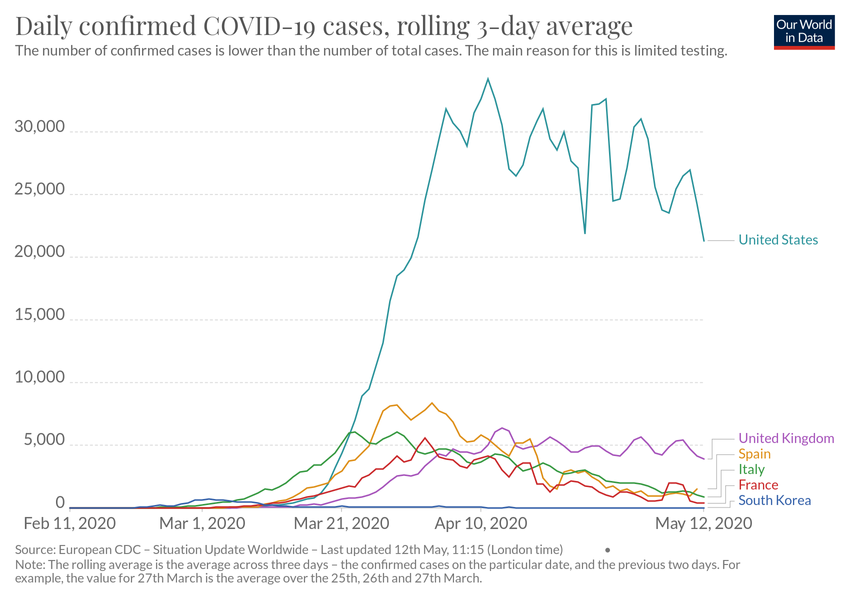 Daily confirmed COVID-19 cases, rolling 3-day average
The number of confirmed cases is lower than the number of total cases. The main reason for this is limited testing.
Our World
in Data
30,000
25,000
20,000
15,000
10,000
5,000
0
United States
United Kingdom
Spain
Italy
France
South Korea
Feb 11, 2020
Mar 1, 2020
Mar 21, 2020
Apr 10, 2020
May 12, 2020
Source: European CDC – Situation Update Worldwide – Last updated 12th May, 11:15 (London time) •
Note: The rolling average is the average across three days – the confirmed cases on the particular date, and the previous two days. For
example, the value for 27th March is the average over the 25th, 26th and 27th March.